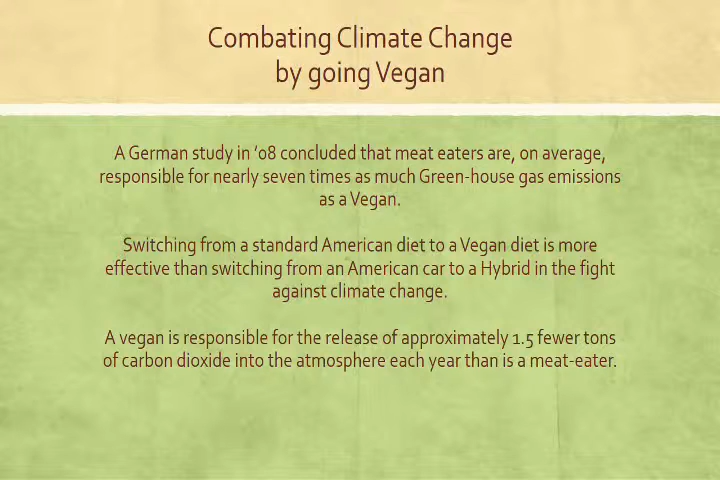 Combating Climate Change
by going Vegan
A German study in ‘08 concluded that meat eaters are, on average,
responsible for nearly seven times as much Green-house gas emissions
as a Vegan.
Switching from a standard American diet to a Vegan diet is more
effective than switching from an American car to a Hybrid in the fight
against climate change.
A vegan is responsible for the release of approximately 1.5 fewer tons
of carbon dioxide into the atmosphere each year than is a meat-eater.